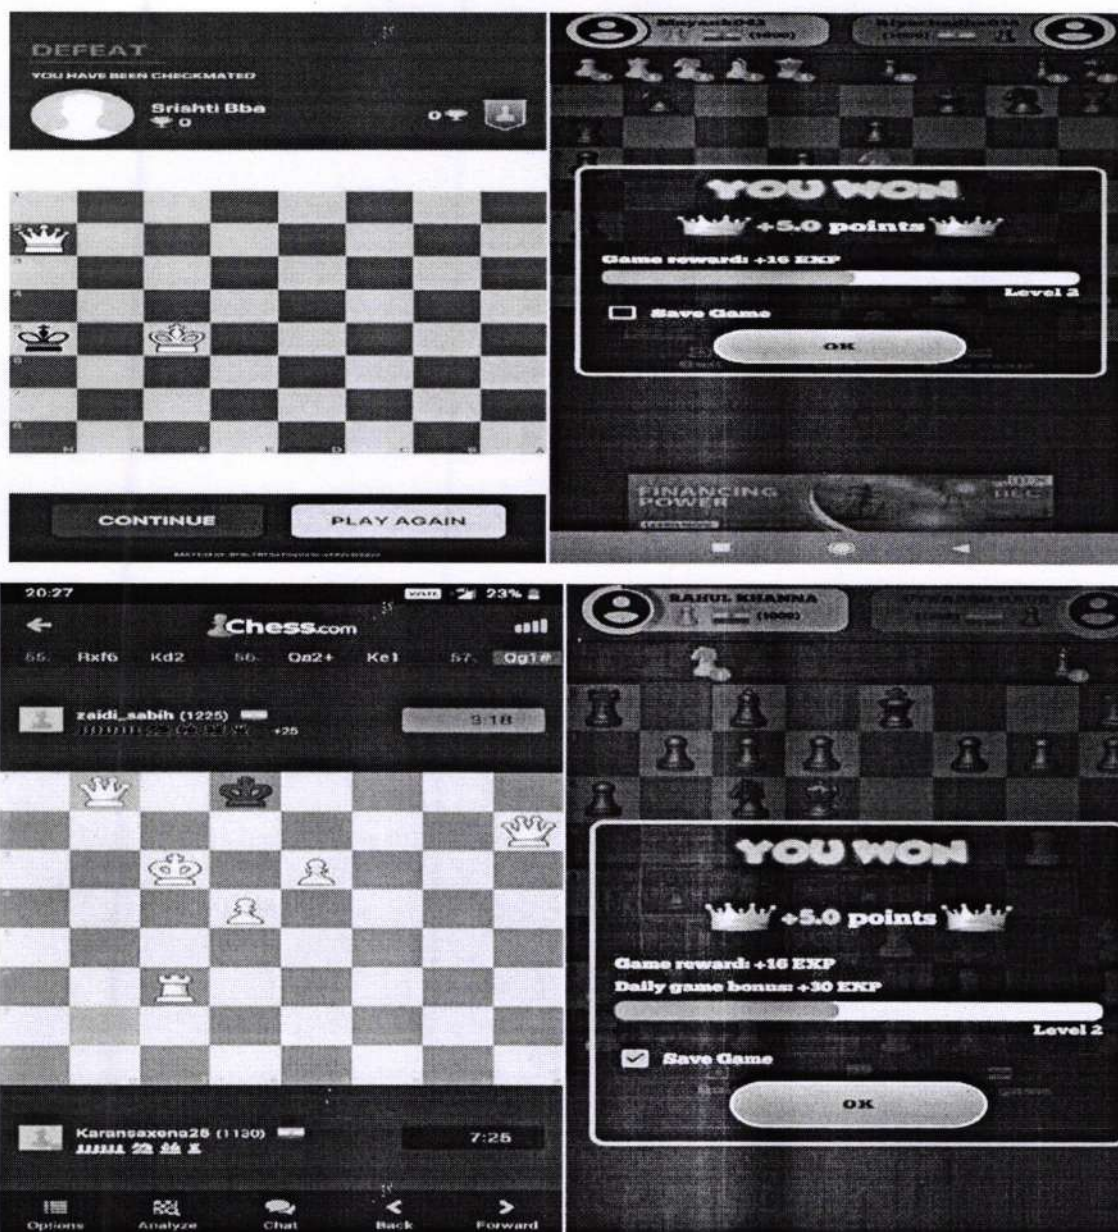 DEFEAT
YOU HAVE BEEN CHECKMATED
Srishti Bba
0
0
CONTINUE
PLAY AGAIN
(1000)
YOU WON
+5.0 points
Game reward: +16 EXP
Level 2
Save Game
OK
FINANCING
POWER
LEARN MORE
20:27
23%
Chess.com
55. Rxf6 Kd2 56. Qa2+ Ke1 57. Qg1#
zaidi_sabih (1225)
+25
3:18
Karansaxena25 (1130)
7:25
Options
Analyze
Chat
Back
Forward
RAHUL KHANNA
(1000)
YOU WON
+5.0 points
Game reward: +16 EXP
Daily game bonus: +30 EXP
Level 2
Save Game
OK